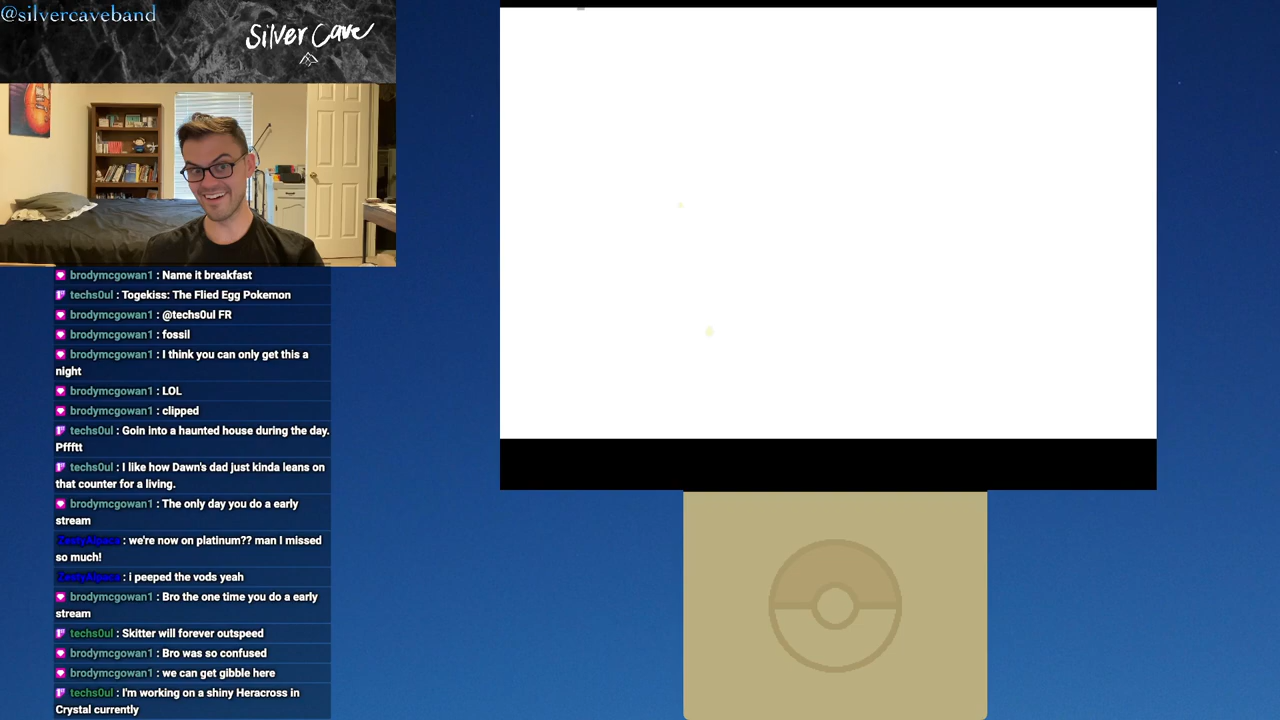 @silvercaveband
Silver Cave
brodymcgowan1 : Name it breakfast
techs0ul : Togekiss: The Flied Egg Pokemon
brodymcgowan1 : @techs0ul FR
brodymcgowan1 : fossil
brodymcgowan1 : I think you can only get this a
night
brodymcgowan1 : LOL
brodymcgowan1 : clipped
techs0ul : Goin into a haunted house during the day.
Pffftt
techs0ul : I like how Dawn's dad just kinda leans on
that counter for a living.
brodymcgowan1 : The only day you do a early
stream
ZestyAlpaca : we're now on platinum?? man I missed
so much!
ZestyAlpaca : i peeped the vods yeah
brodymcgowan1 : Bro the one time you do a early
stream
techs0ul : Skitter will forever outspeed
brodymcgowan1 : Bro was so confused
brodymcgowan1 : we can get gibble here
techs0ul : I'm working on a shiny Heracross in
Crystal currently